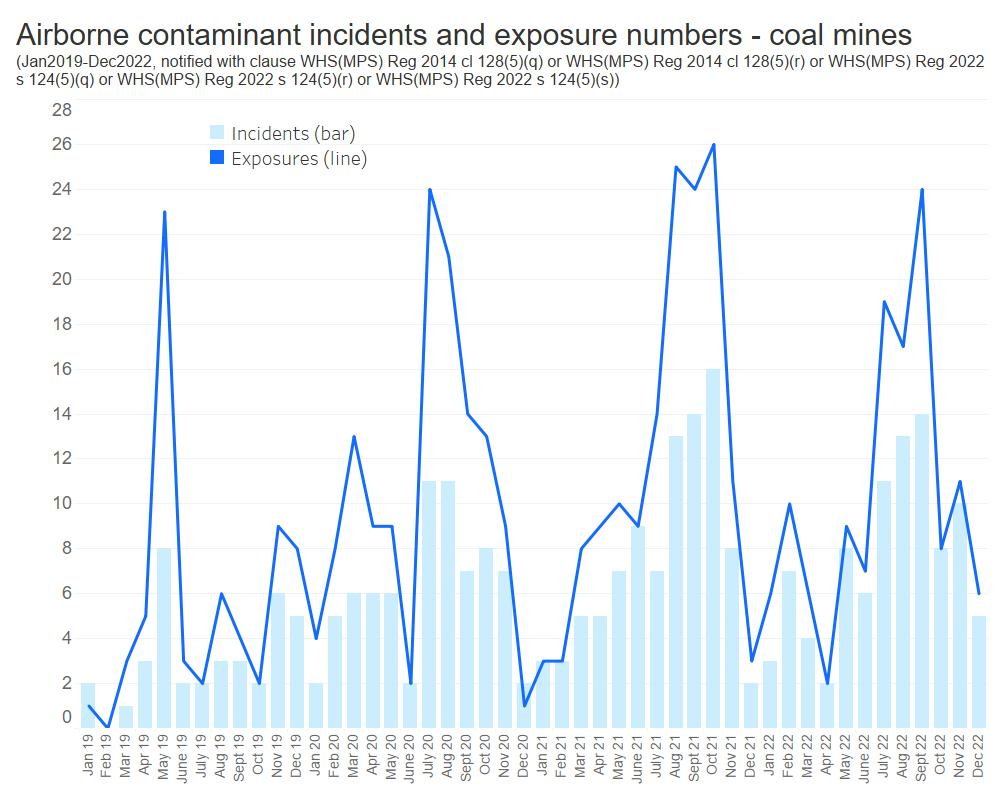 Airborne contaminant incidents and exposure numbers - coal mines
(Jan2019-Dec2022, notified with clause WHS(MPS) Reg 2014 cl 128(5)(q) or WHS(MPS) Reg 2014 cl 128(5)(r) or WHS(MPS) Reg 2022
s 124(5)(q) or WHS(MPS) Reg 2022 s 124(5)(r) or WHS(MPS) Reg 2022 s 124(5)(s))
Incidents (bar)
Exposures (line)
28
26
24
22
20
18
16
14
12
10
8
6
4
2
0
Jan 19
Feb 19
Mar 19
Apr 19
May 19
June 19
July 19
Aug 19
Sept 19
Oct 19
Nov 19
Dec 19
Jan 20
Feb 20
Mar 20
Apr 20
May 20
June 20
July 20
Aug 20
Sept 20
Oct 20
Nov 20
Dec 20
Jan 21
Feb 21
Mar 21
Apr 21
May 21
June 21
July 21
Aug 21
Sept 21
Oct 21
Nov 21
Dec 21
Jan 22
Feb 22
Mar 22
Apr 22
May 22
June 22
July 22
Aug 22
Sept 22
Oct 22
Nov 22
Dec 22